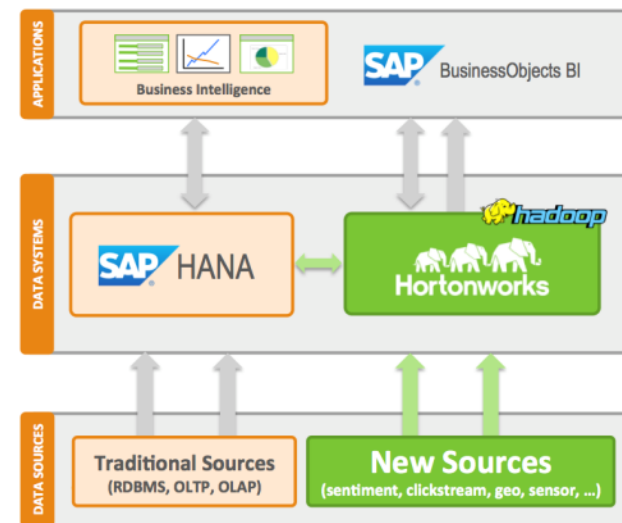 APPLICATIONS
Business Intelligence
SAP BusinessObjects BI
DATA SYSTEMS
SAP HANA
hadoop
Hortonworks
DATA SOURCES
Traditional Sources
(RDBMS, OLTP, OLAP)
New Sources
(sentiment, clickstream, geo, sensor, ...)